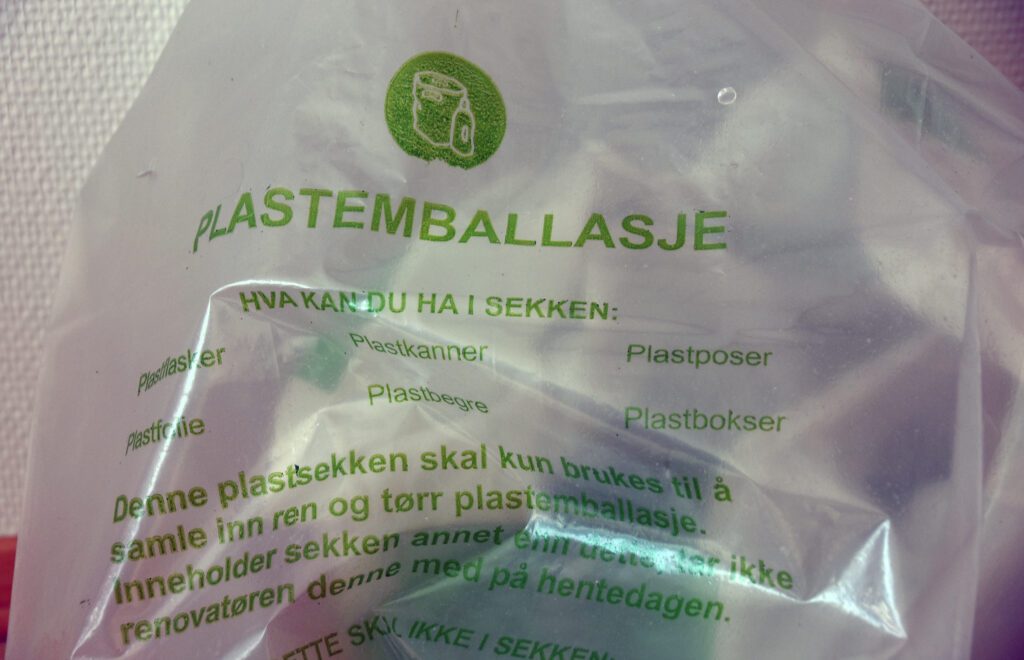 PLASTEMBALLASJE
HVA KAN DU HA I SEKKEN:
Plastflasker Plastkanner Plastposer
Plastfolie Plastbegre Plastbokser
Denne plastsekken skal kun brukes til å
samle inn ren og tørr plastemballasje.
Inneholder sekken annet enn dette, tar ikke
renovatøren denne med på hentedagen.
DETTE SKAL IKKE I SEKKEN: